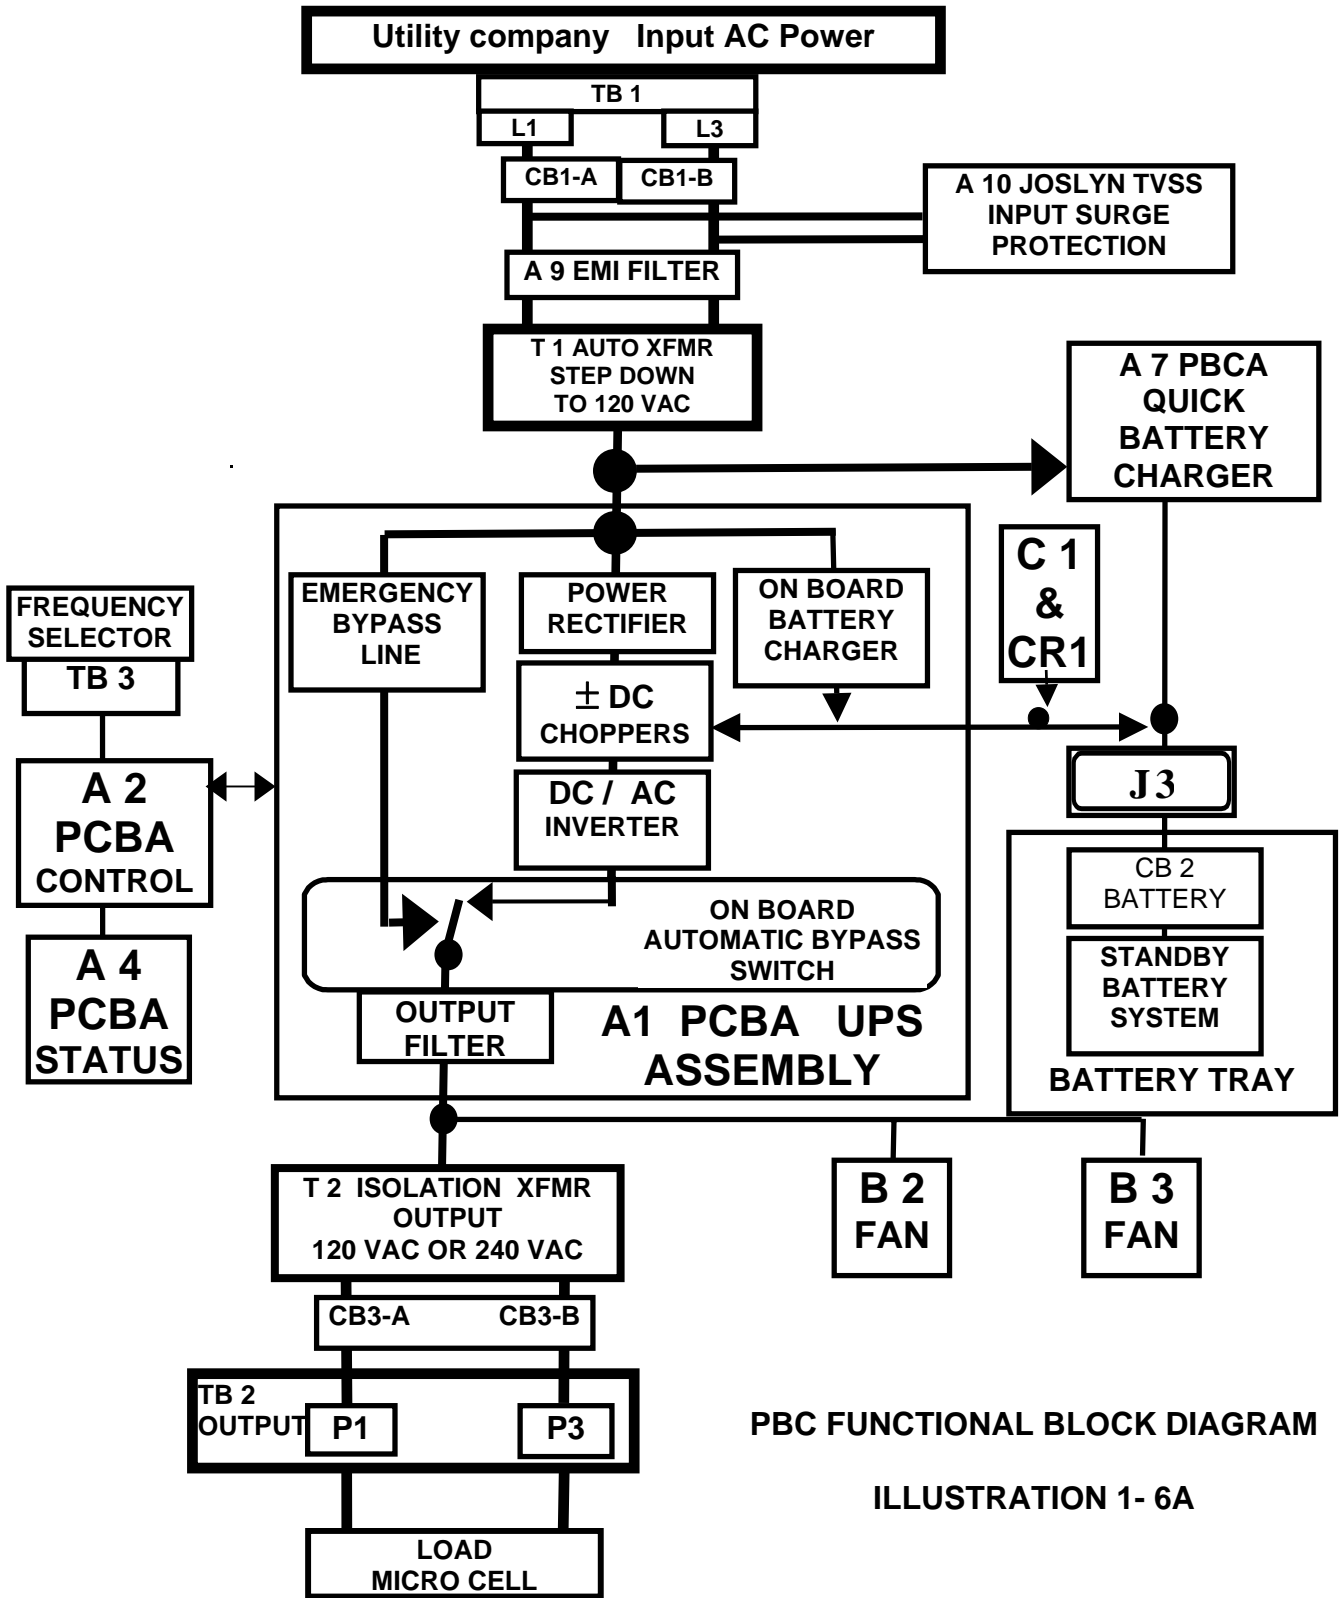 Utility company Input AC Power
TB 1
L1
L3
CB1-A
CB1-B
A 10 JOSLYN TVSS
INPUT SURGE
PROTECTION
A 9 EMI FILTER
T 1 AUTO XFMR
STEP DOWN
TO 120 VAC
A 7 PBCA
QUICK
BATTERY
CHARGER
C 1
&
CR1
EMERGENCY
BYPASS
LINE
POWER
RECTIFIER
ON BOARD
BATTERY
CHARGER
FREQUENCY
SELECTOR
TB 3
± DC
CHOPPERS
J3
A 2
PCBA
CONTROL
DC / AC
INVERTER
CB 2
BATTERY
ON BOARD
AUTOMATIC BYPASS
SWITCH
A 4
PCBA
STATUS
STANDBY
BATTERY
SYSTEM
BATTERY TRAY
OUTPUT
FILTER
A1 PCBA UPS
ASSEMBLY
T 2 ISOLATION XFMR
OUTPUT
120 VAC OR 240 VAC
B 2
FAN
B 3
FAN
CB3-A
CB3-B
TB 2
OUTPUT
P1
P3
PBC FUNCTIONAL BLOCK DIAGRAM
ILLUSTRATION 1- 6A
LOAD
MICRO CELL